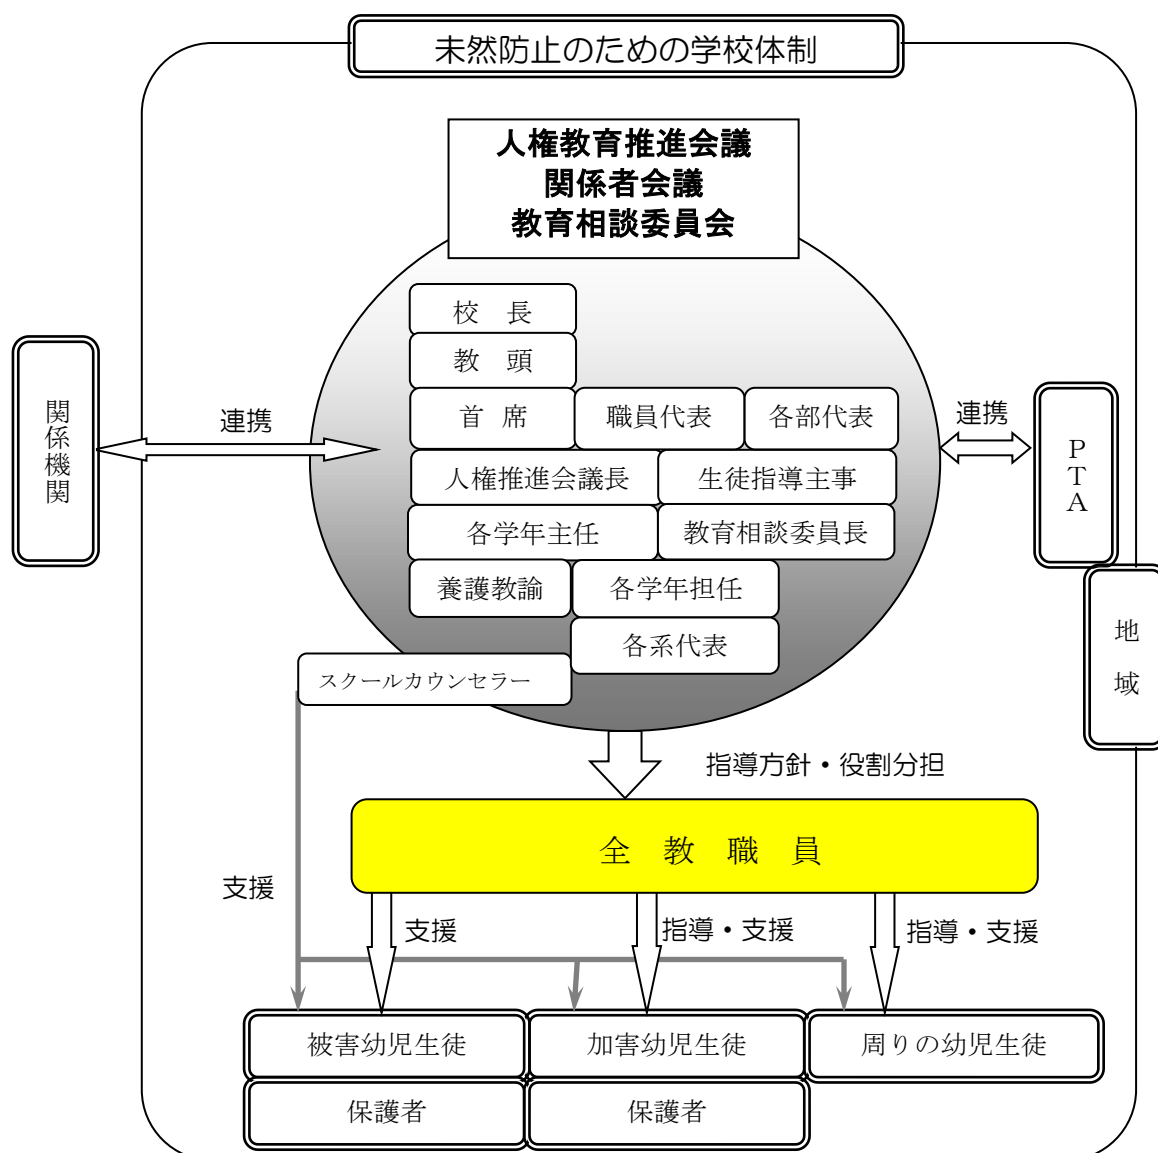 未然防止のための学校体制
人権教育推進会議
関係者会議
教育相談委員会
校　長
教　頭
首　席
職員代表
各部代表
人権推進会議長
生徒指導主事
各学年主任
教育相談委員長
養護教諭
各学年担任
各系代表
スクールカウンセラー
関係機関
連携
連携
PTA
地域
指導方針・役割分担
全　教　職　員
支援
支援
指導・支援
指導・支援
被害幼児生徒
加害幼児生徒
周りの幼児生徒
保護者
保護者